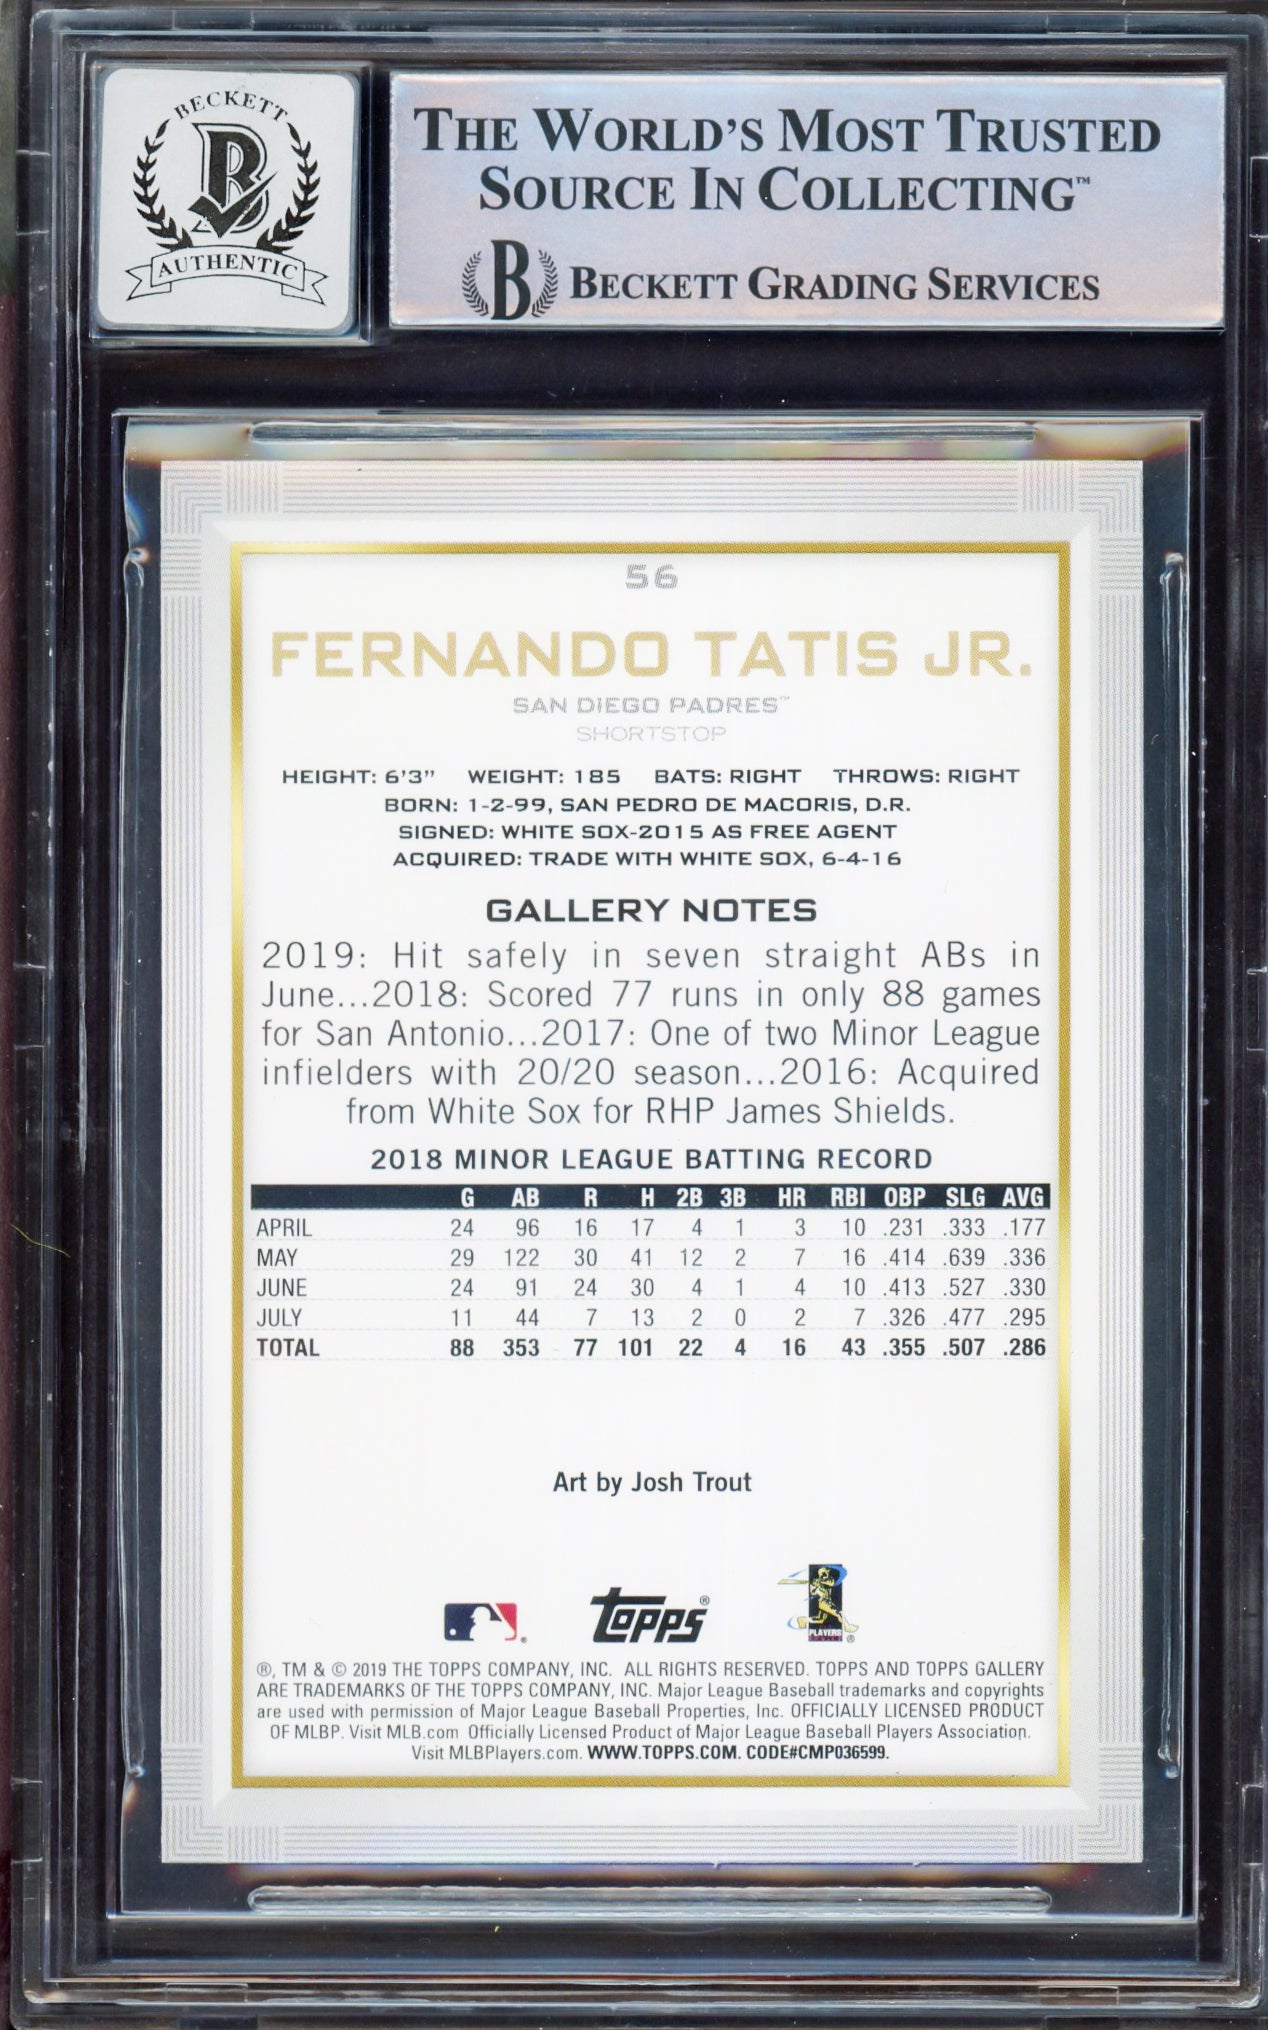 BECKETT
B
AUTHENTIC
THE WORLD'S MOST TRUSTED
SOURCE IN COLLECTING™
B BECKETT GRADING SERVICES
56
FERNANDO TATIS JR.
SAN DIEGO PADRES™
SHORTSTOP
HEIGHT: 6'3" WEIGHT: 185 BATS: RIGHT THROWS: RIGHT
BORN: 1-2-99, SAN PEDRO DE MACORIS, D.R.
SIGNED: WHITE SOX-2015 AS FREE AGENT
ACQUIRED: TRADE WITH WHITE SOX, 6-4-16
GALLERY NOTES
2019: Hit safely in seven straight ABs in
June...2018: Scored 77 runs in only 88 games
for San Antonio...2017: One of two Minor League
infielders with 20/20 season...2016: Acquired
from White Sox for RHP James Shields.
2018 MINOR LEAGUE BATTING RECORD
G AB R H 2B 3B HR RBI OBP SLG AVG
APRIL 24 96 16 17 4 1 3 10 .231 .333 .177
MAY 29 122 30 41 12 2 7 16 .414 .639 .336
JUNE 24 91 24 30 4 1 4 10 .413 .527 .330
JULY 11 44 7 13 2 0 2 7 .326 .477 .295
TOTAL 88 353 77 101 22 4 16 43 .355 .507 .286
Art by Josh Trout
® Topps® PLAYERS ®
®, TM & © 2019 THE TOPPS COMPANY, INC. ALL RIGHTS RESERVED. TOPPS AND TOPPS GALLERY
ARE TRADEMARKS OF THE TOPPS COMPANY, INC. Major League Baseball trademarks and copyrights
are used with permission of Major League Baseball Properties, Inc. OFFICIALLY LICENSED PRODUCT
OF MLBP. Visit MLB.com Officially Licensed Product of Major League Baseball Players Association.
Visit MLBPlayers.com. WWW.TOPPS.COM. CODE#CMP036599.